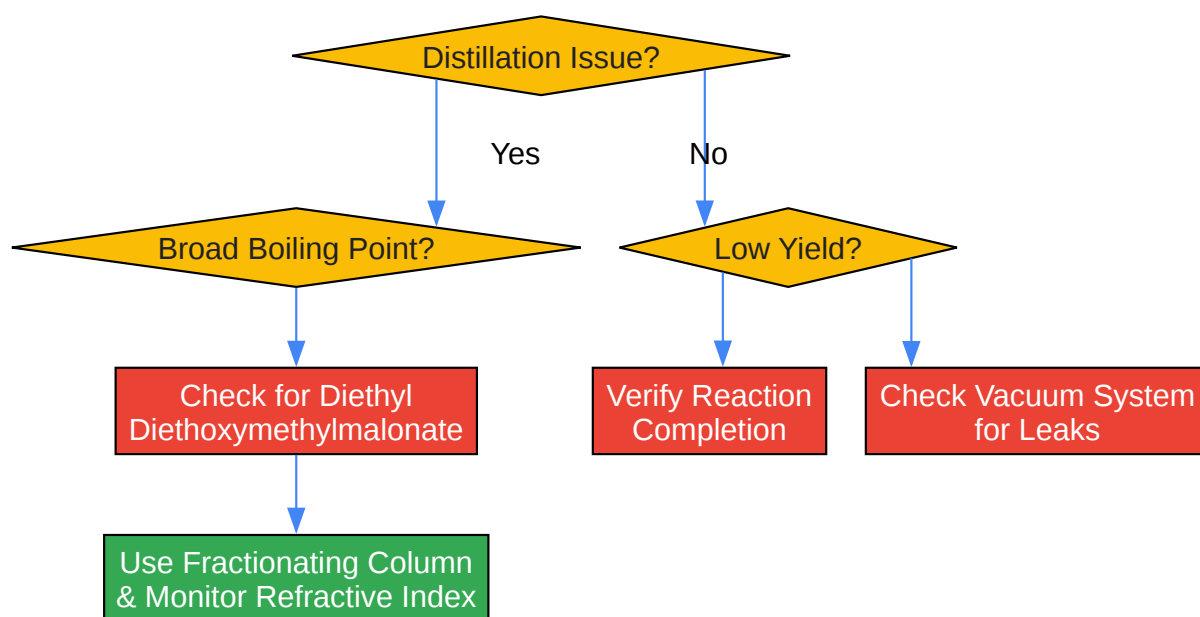 Distillation Issue?
Yes
No
Broad Boiling Point?
Low Yield?
Check for Diethyl
Diethoxymethylmalonate
Verify Reaction
Completion
Check Vacuum System
for Leaks
Use Fractionating Column
& Monitor Refractive Index